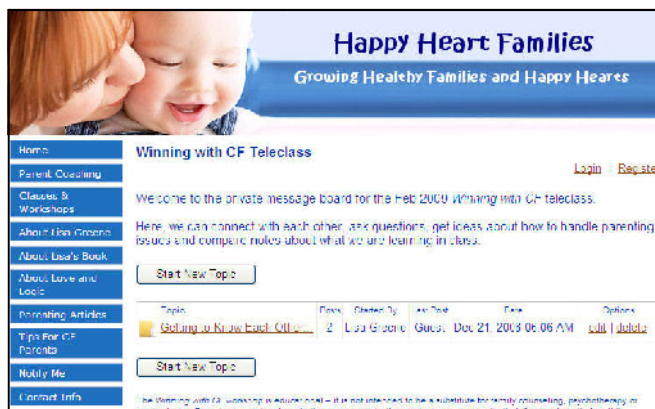 Happy Heart Families
Growing Healthy Families and Happy Hearts
Home
Parent Coaching
Classes &
Workshops
About Lisa Greene
About Lisa's Book
About Love and
Logic
Parenting Articles
Tips For CF
Parents
Notify Me
Contact Info
Winning with CF Teleclass
Login | Registe
Welcome to the private message board for the Feb 2009 Winning with CF teleclass.
Here, we can connect with each other, ask questions, get ideas about how to handle parenting
issues and compare notes about what we are learning in class.
Start New Topic
Topic Posts Started By Last Post Date Options
Getting to Know Each Other... 2 Lisa Greene Guest Dec 21, 2008 06:06 AM edit | delete
Start New Topic
The Winning with CF workshop is educational – it is not intended to be a substitute for family counseling, psychotherapy or